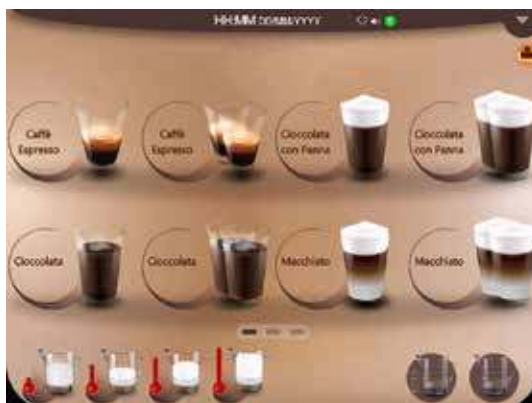 HH:MM DD/MM/YYYY
Caffè
Espresso
Caffè
Espresso
Cioccolata
con Panna
Cioccolata
con Panna
Cioccolata
Cioccolata
Macchiato
Macchiato